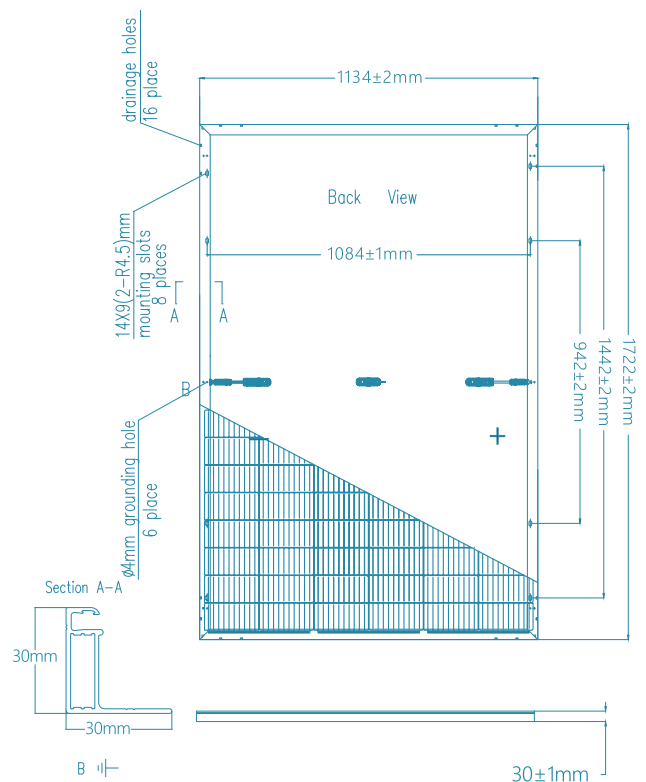 drainage holes
16 place
1134±2mm
Back View
1084±1mm
14X9(2-R4.5)mm
mounting slots
8 places
A
A
B
942±2mm
1442±2mm
1722±2mm
ø4mm grounding hole
6 place
Section A-A
30mm
30mm
B
30±1mm